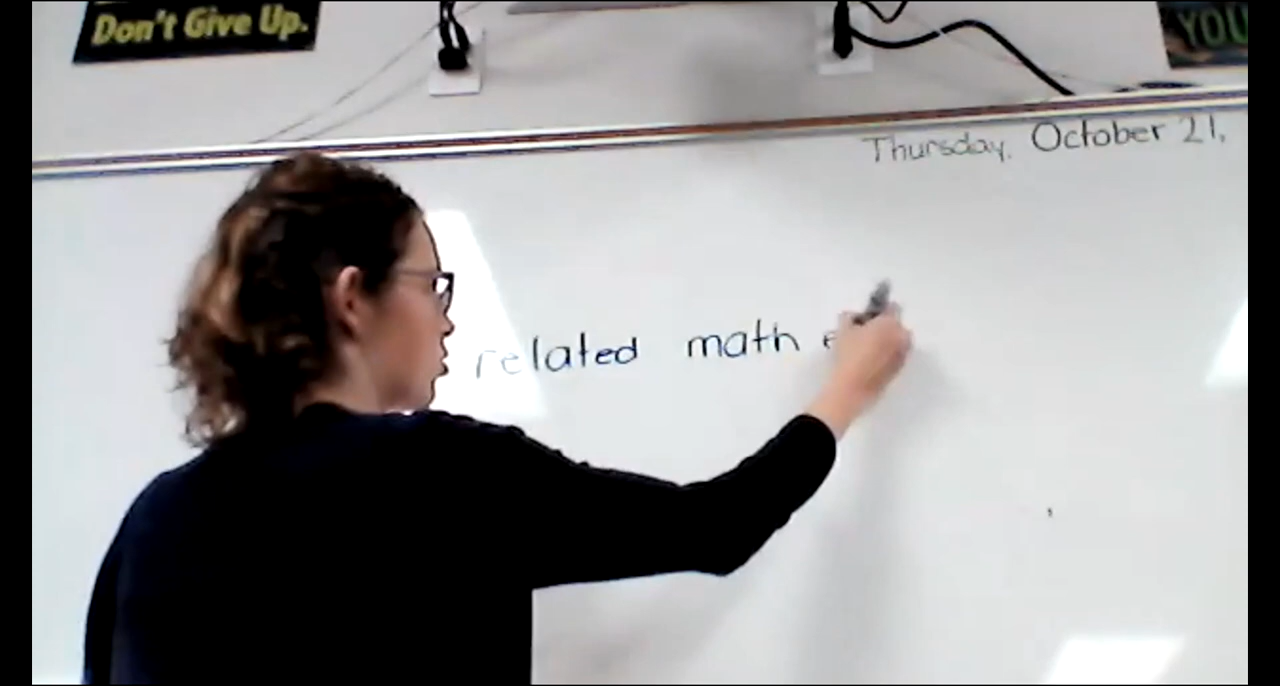 Don't Give Up.
YOU
Thursday, October 21,
related math e